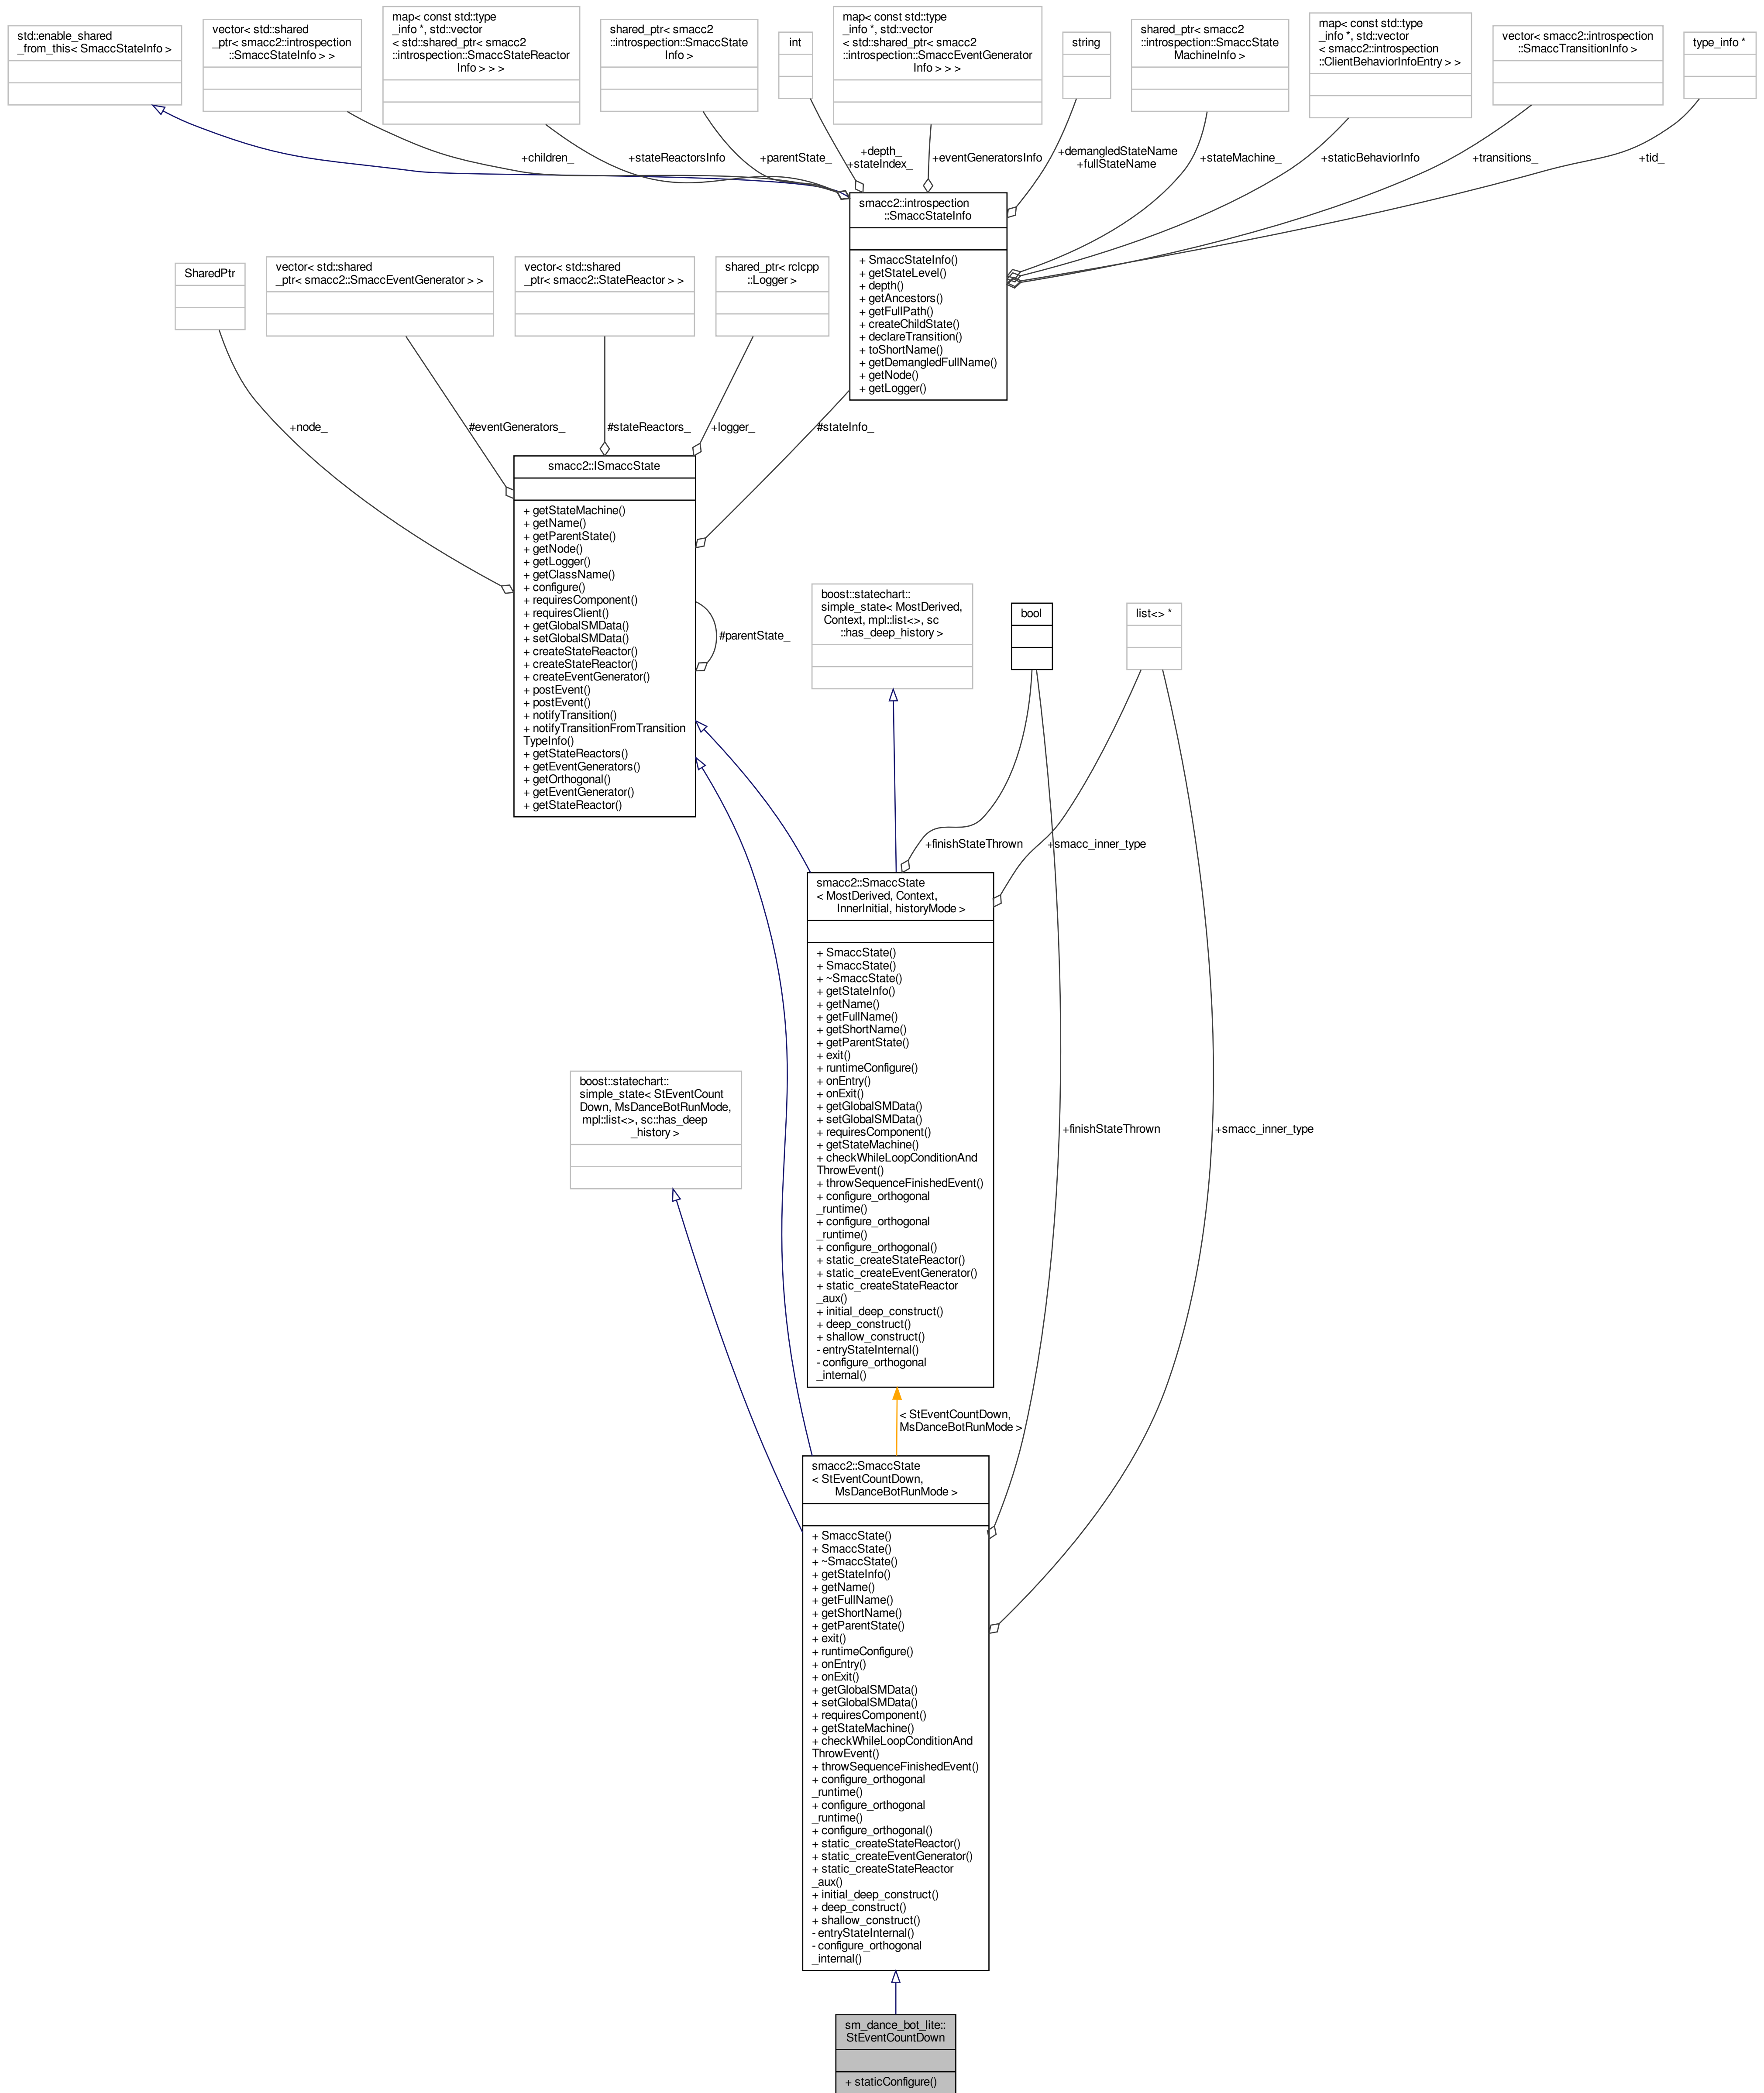 std::enable_shared
_from_this< SmaccStateInfo >
vector< std::shared
_ptr< smacc2::introspection
::SmaccStateInfo > >
map< const std::type
_info *, std::vector
< std::shared_ptr< smacc2
::introspection::SmaccStateReactor
Info > > >
shared_ptr< smacc2
::introspection::SmaccState
Info >
int
map< const std::type
_info *, std::vector
< std::shared_ptr< smacc2
::introspection::SmaccEventGenerator
Info > > >
string
shared_ptr< smacc2
::introspection::SmaccState
MachineInfo >
map< const std::type
_info *, std::vector
< smacc2::introspection
::ClientBehaviorInfoEntry > >
vector< smacc2::introspection
::SmaccTransitionInfo >
type_info *
+children_
+stateReactorsInfo
+parentState_
+depth_
+stateIndex_
+eventGeneratorsInfo
+demangledStateName
+fullStateName
+stateMachine_
+staticBehaviorInfo
+transitions_
+tid_
smacc2::introspection
::SmaccStateInfo
+ SmaccStateInfo()
+ getStateLevel()
+ depth()
+ getAncestors()
+ getFullPath()
+ createChildState()
+ declareTransition()
+ toShortName()
+ getDemangledFullName()
+ getNode()
+ getLogger()
SharedPtr
vector< std::shared
_ptr< smacc2::SmaccEventGenerator > >
vector< std::shared
_ptr< smacc2::StateReactor > >
shared_ptr< rclcpp
::Logger >
+node_
#eventGenerators_
#stateReactors_
+logger_
#stateInfo_
smacc2::ISmaccState
+ getStateMachine()
+ getName()
+ getParentState()
+ getNode()
+ getLogger()
+ getClassName()
+ configure()
+ requiresComponent()
+ requiresClient()
+ getGlobalSMData()
+ setGlobalSMData()
+ createStateReactor()
+ createStateReactor()
+ createEventGenerator()
+ postEvent()
+ postEvent()
+ notifyTransition()
+ notifyTransitionFromTransition
TypeInfo()
+ getStateReactors()
+ getEventGenerators()
+ getOrthogonal()
+ getEventGenerator()
+ getStateReactor()
#parentState_
boost::statechart::
simple_state< MostDerived,
Context, mpl::list<>, sc
::has_deep_history >
bool
list<> *
+finishStateThrown
+smacc_inner_type
smacc2::SmaccState
< MostDerived, Context,
InnerInitial, historyMode >
+ SmaccState()
+ SmaccState()
+ ~SmaccState()
+ getStateInfo()
+ getName()
+ getFullName()
+ getShortName()
+ getParentState()
+ exit()
+ runtimeConfigure()
+ onEntry()
+ onExit()
+ getGlobalSMData()
+ setGlobalSMData()
+ requiresComponent()
+ getStateMachine()
+ checkWhileLoopConditionAnd
ThrowEvent()
+ throwSequenceFinishedEvent()
+ configure_orthogonal
_runtime()
+ configure_orthogonal
_runtime()
+ configure_orthogonal()
+ static_createStateReactor()
+ static_createEventGenerator()
+ static_createStateReactor
_aux()
+ initial_deep_construct()
+ deep_construct()
+ shallow_construct()
- entryStateInternal()
- configure_orthogonal
_internal()
boost::statechart::
simple_state< StEventCount
Down, MsDanceBotRunMode,
mpl::list<>, sc::has_deep
_history >
+finishStateThrown
+smacc_inner_type
< StEventCountDown,
MsDanceBotRunMode >
smacc2::SmaccState
< StEventCountDown,
MsDanceBotRunMode >
+ SmaccState()
+ SmaccState()
+ ~SmaccState()
+ getStateInfo()
+ getName()
+ getFullName()
+ getShortName()
+ getParentState()
+ exit()
+ runtimeConfigure()
+ onEntry()
+ onExit()
+ getGlobalSMData()
+ setGlobalSMData()
+ requiresComponent()
+ getStateMachine()
+ checkWhileLoopConditionAnd
ThrowEvent()
+ throwSequenceFinishedEvent()
+ configure_orthogonal
_runtime()
+ configure_orthogonal
_runtime()
+ configure_orthogonal()
+ static_createStateReactor()
+ static_createEventGenerator()
+ static_createStateReactor
_aux()
+ initial_deep_construct()
+ deep_construct()
+ shallow_construct()
- entryStateInternal()
- configure_orthogonal
_internal()
sm_dance_bot_lite::
StEventCountDown
+ staticConfigure()